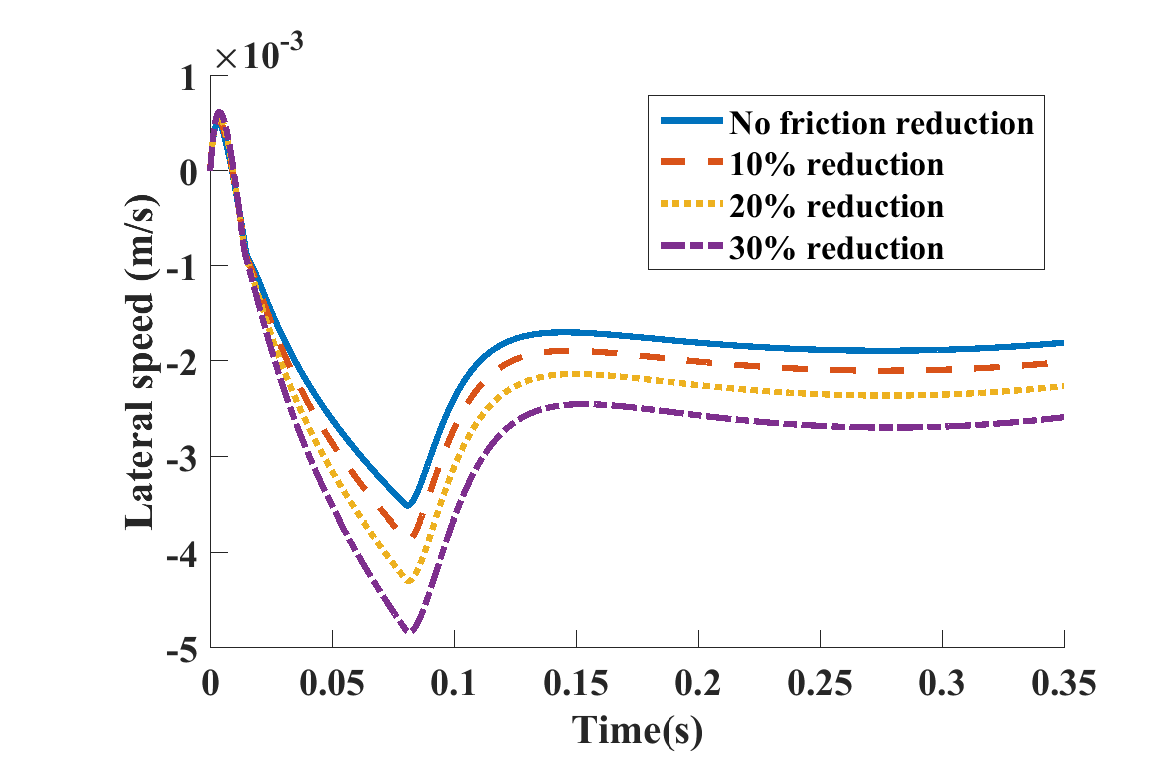 ×10-3
1
0
-1
-2
-3
-4
-5
Lateral speed (m/s)
No friction reduction
10% reduction
20% reduction
30% reduction
0 0.05 0.1 0.15 0.2 0.25 0.3 0.35
Time(s)